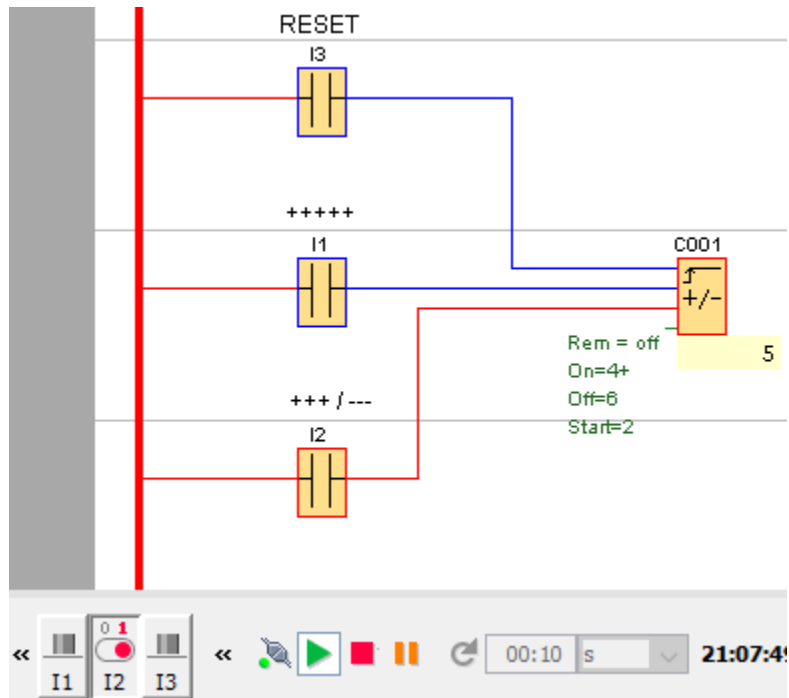 RESET
I3
+++++
I1
C001
+/-
5
Rem = off
On=4+
Off=6
Start=2
+++ / ---
I2
« 0 1 « 00:10 s 21:07:49
I1 I2 I3